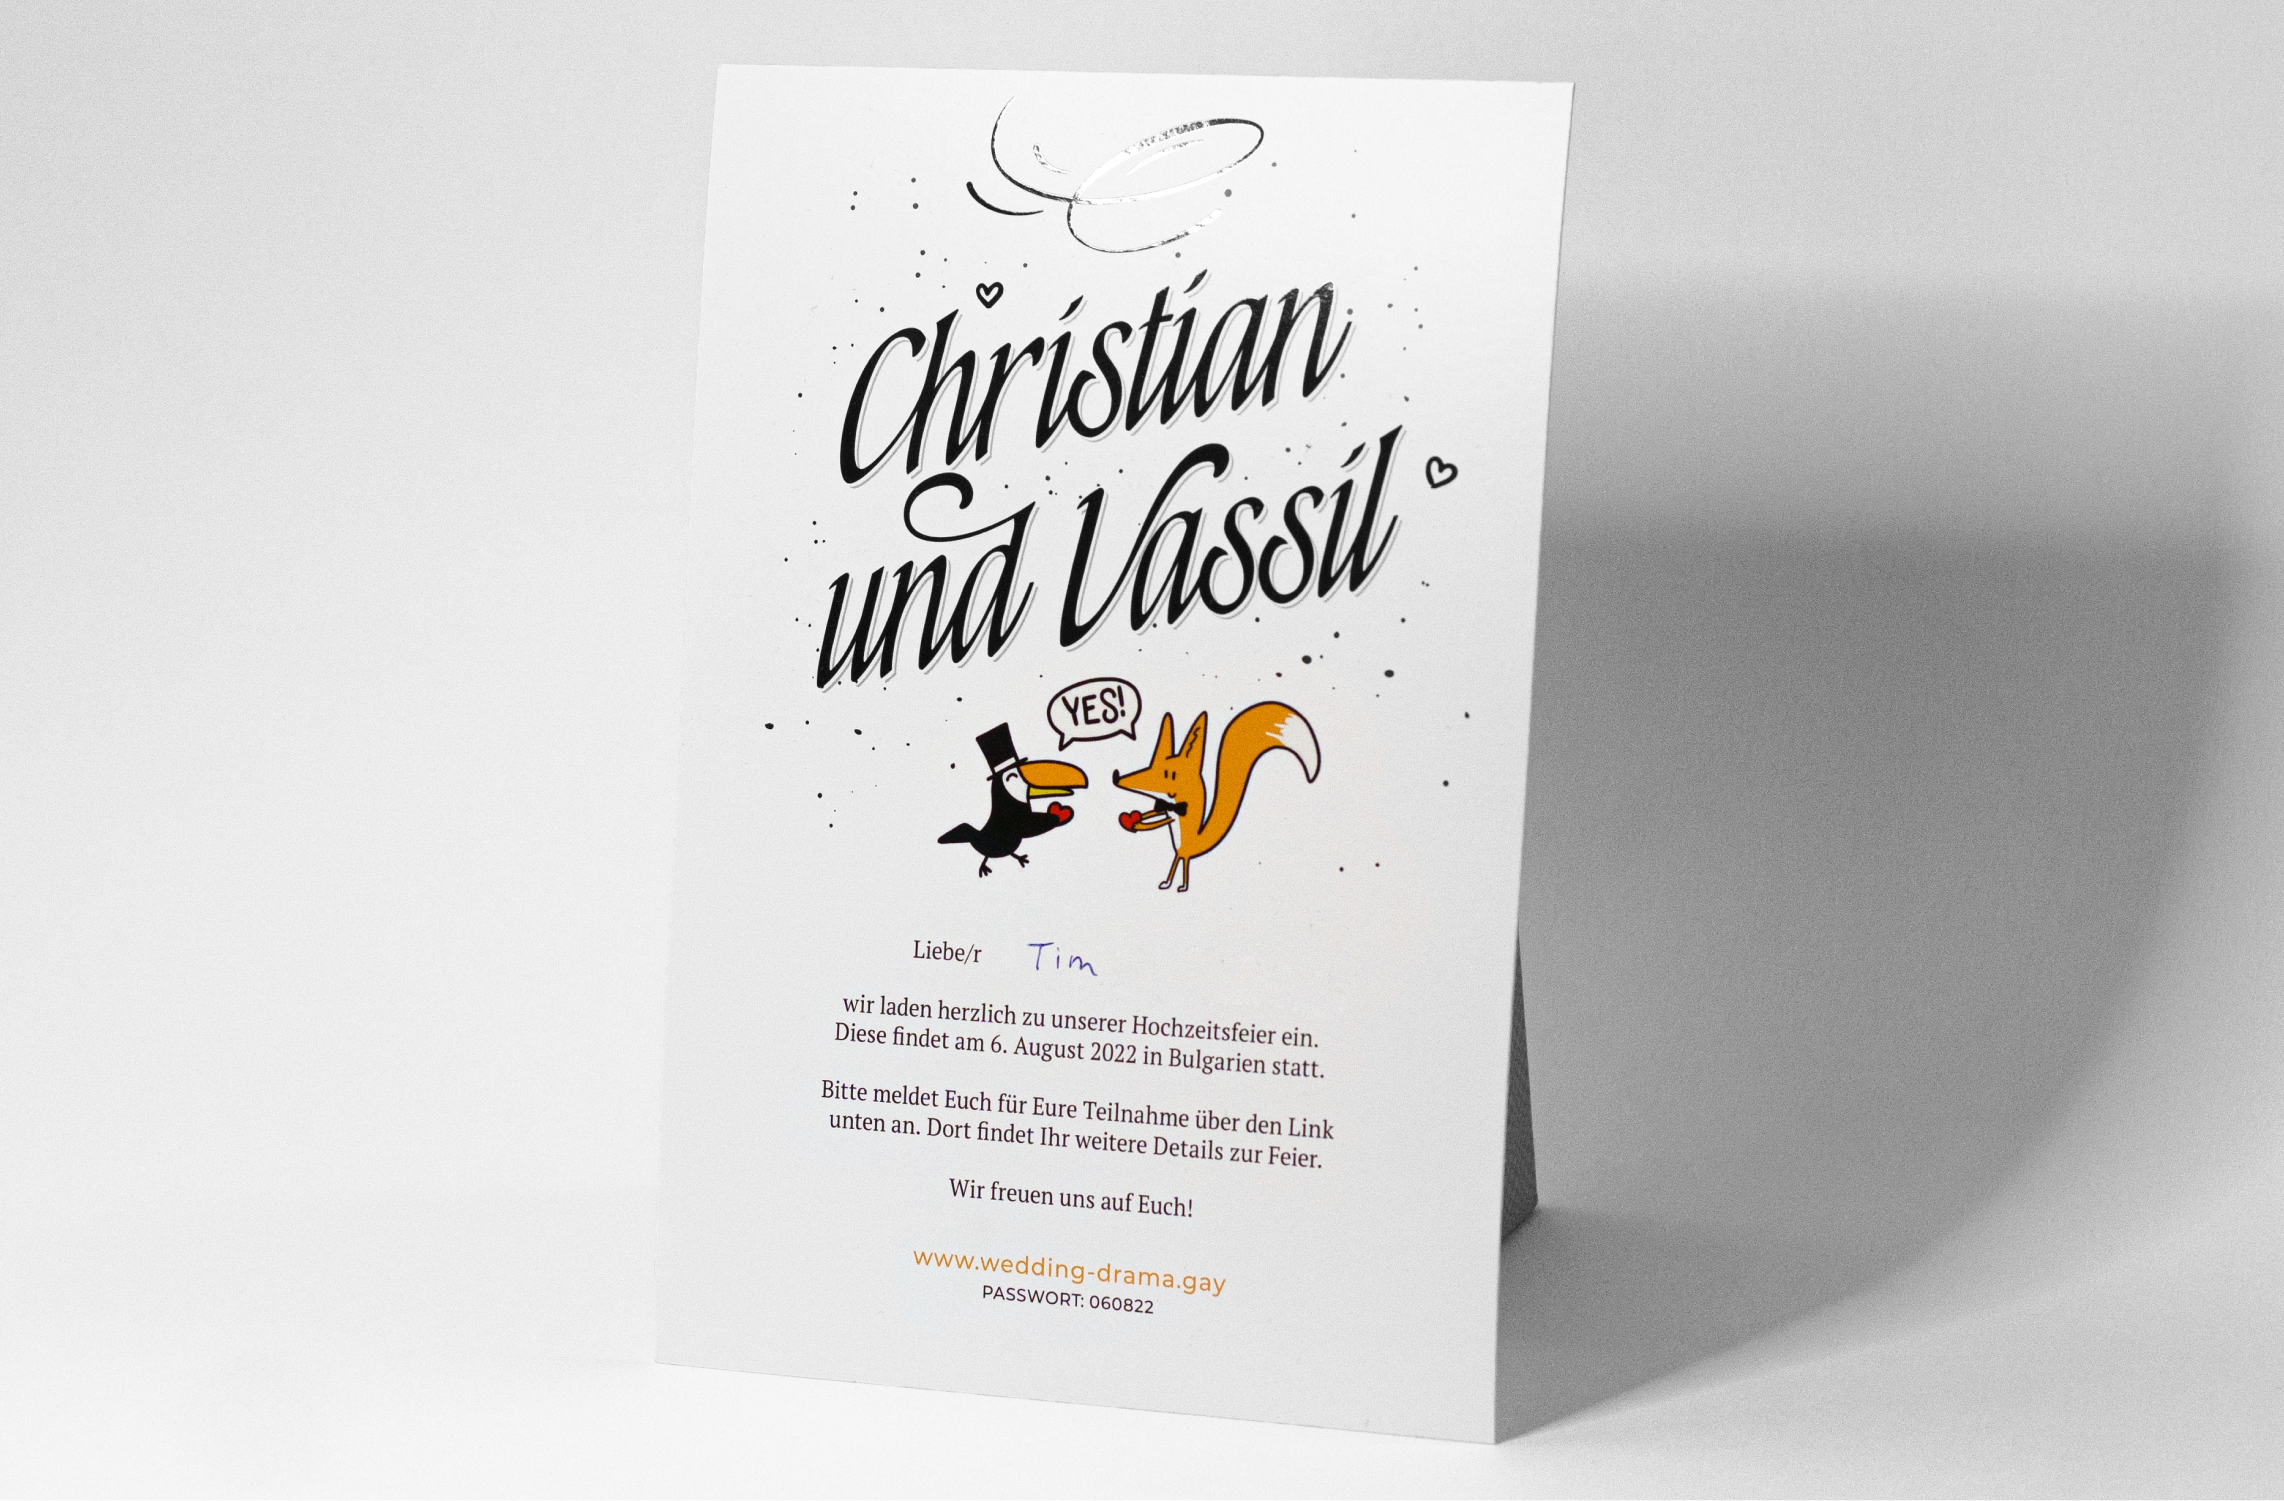 Christian
und Vassil
YES!
Liebe/r Tim
wir laden herzlich zu unserer Hochzeitsfeier ein.
Diese findet am 6. August 2022 in Bulgarien statt.
Bitte meldet Euch für Eure Teilnahme über den Link
unten an. Dort findet Ihr weitere Details zur Feier.
Wir freuen uns auf Euch!
www.wedding-drama.gay
PASSWORT: 060822